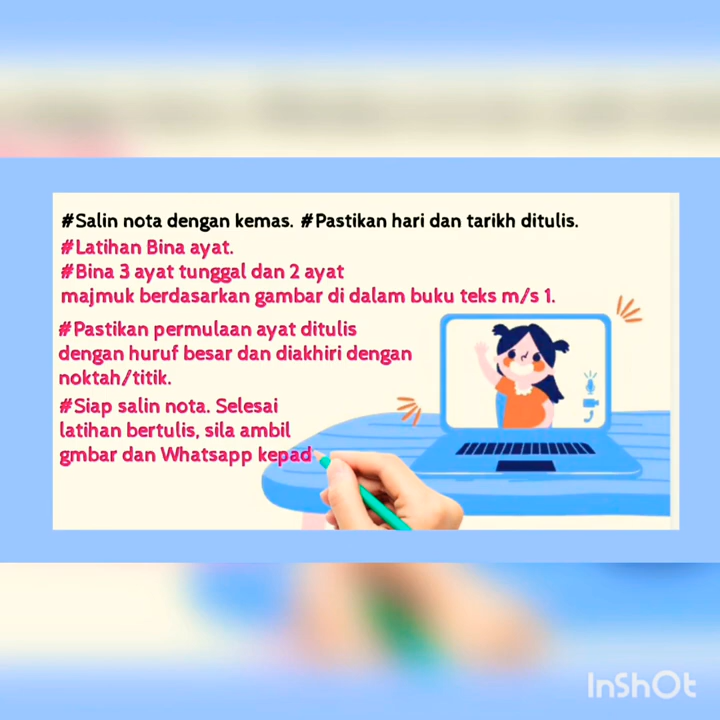 #Salin nota dengan kemas. #Pastikan hari dan tarikh ditulis.
#Latihan Bina ayat.
#Bina 3 ayat tunggal dan 2 ayat
majmuk berdasarkan gambar di dalam buku teks m/s 1.
#Pastikan permulaan ayat ditulis
dengan huruf besar dan diakhiri dengan
noktah/titik.
#Siap salin nota. Selesai
latihan bertulis, sila ambil
gmbar dan Whatsapp kepad
InShOt